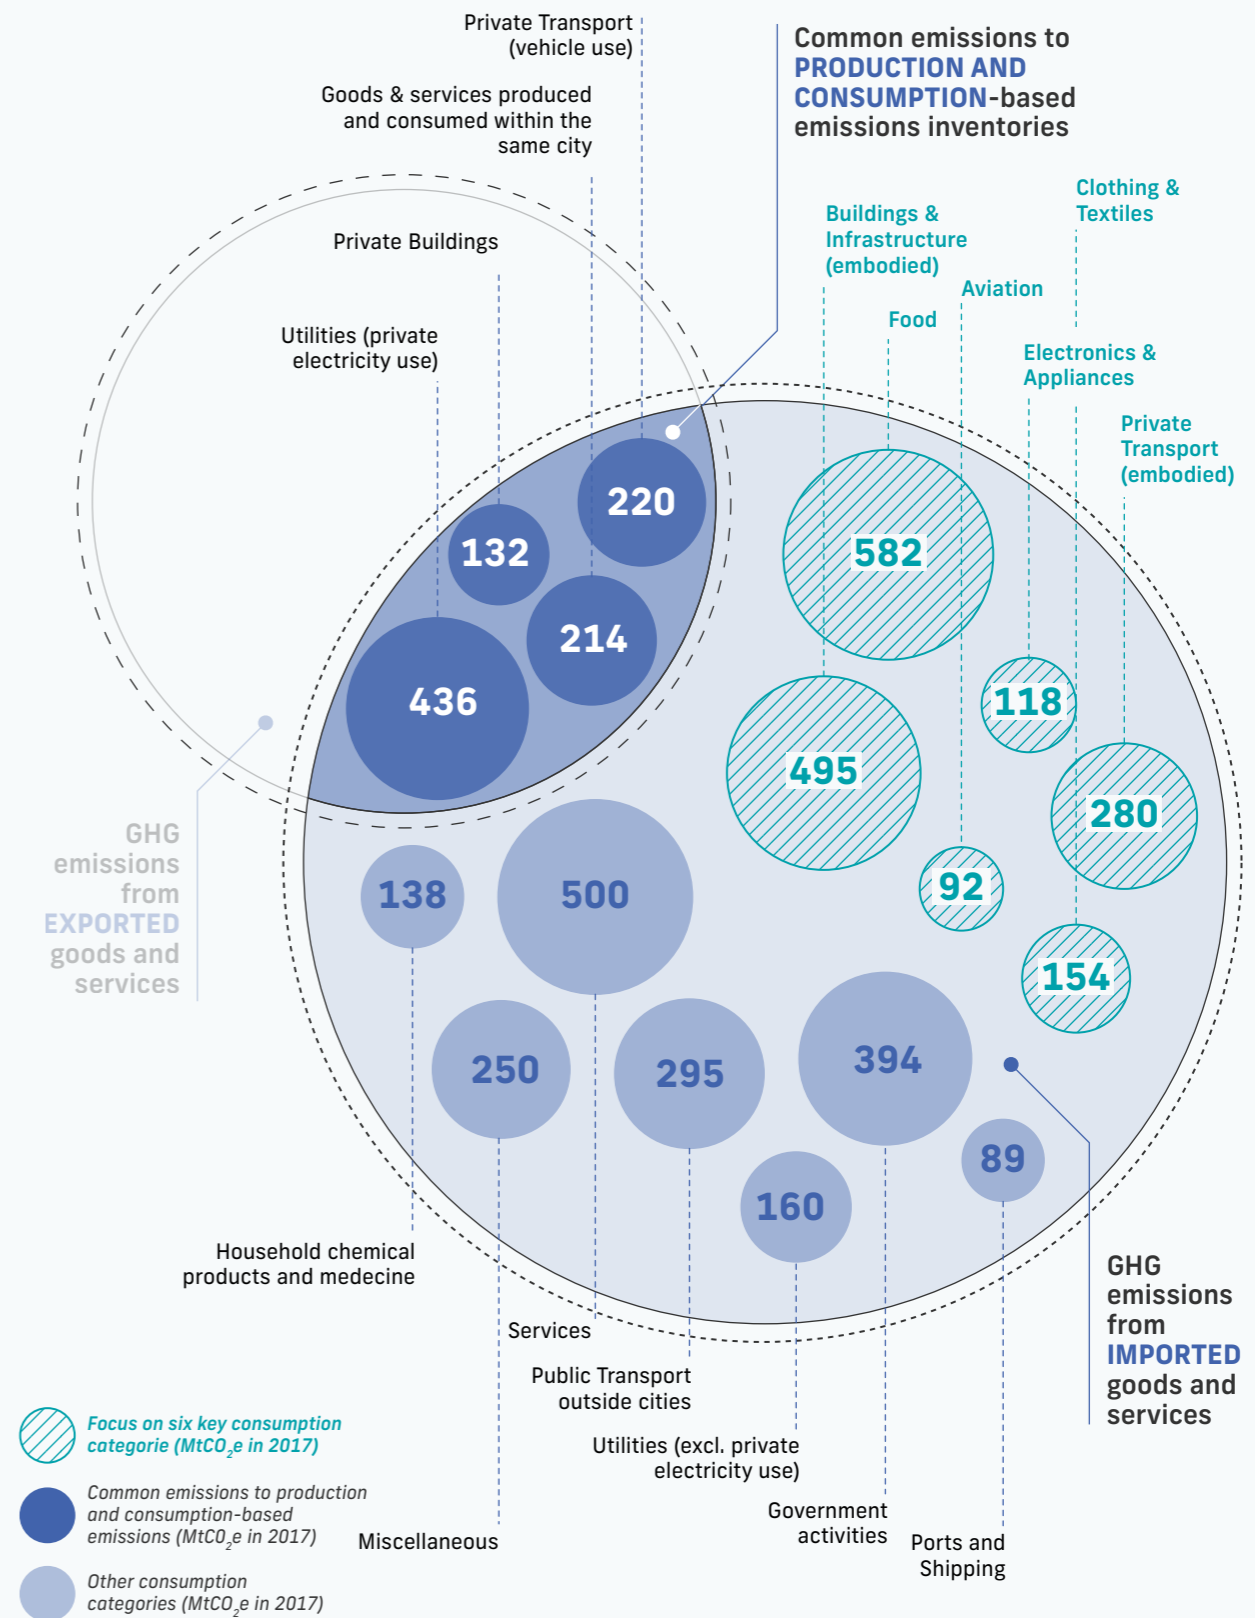 Private Transport
(vehicle use)
Common emissions to
PRODUCTION AND
CONSUMPTION-based
emissions inventories
Goods & services produced
and consumed within the
same city
Clothing &
Textiles
Buildings &
Infrastructure
(embodied)
Private Buildings
Aviation
Food
Utilities (private
electricity use)
Electronics &
Appliances
Private
Transport
(embodied)
220
132
582
214
436
118
495
280
GHG
emissions
from
EXPORTED
goods and
services
138
500
92
154
250
295
394
89
160
Household chemical
products and medecine
GHG
emissions
from
IMPORTED
goods and
services
Services
Public Transport
outside cities
Utilities (excl. private
electricity use)
Government
activities
Miscellaneous
Ports and
Shipping
Focus on six key consumption
categorie (MtCO2e in 2017)
Common emissions to production
and consumption-based
emissions (MtCO2e in 2017)
Other consumption
categories (MtCO2e in 2017)